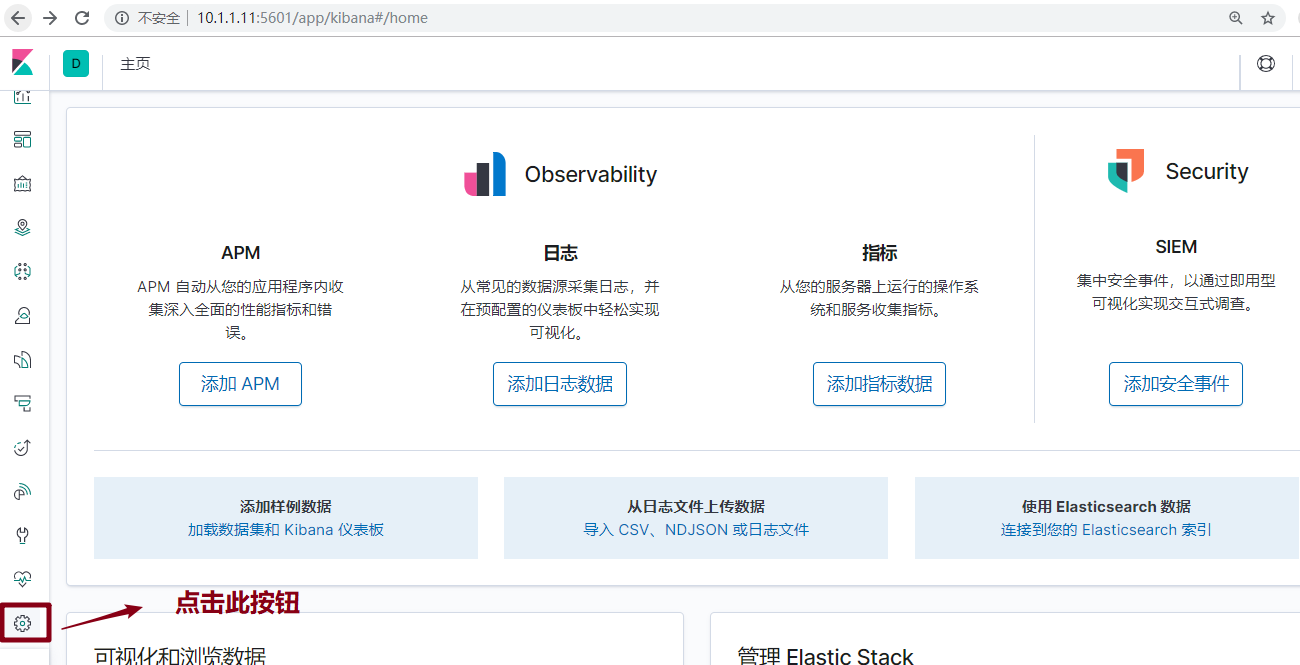 不安全 10.1.1.11:5601/app/kibana#/home
D 主页
Observability
APM
APM 自动从您的应用程序内收
集深入全面的性能指标和错
误。
添加 APM
日志
从常见的数据源采集日志，并
在预配置的仪表板中轻松实现
可视化。
添加日志数据
指标
从您的服务器上运行的操作系
统和服务收集指标。
添加指标数据
Security
SIEM
集中安全事件，以通过即用型
可视化实现交互式调查。
添加安全事件
添加样例数据
加载数据集和 Kibana 仪表板
从日志文件上传数据
导入 CSV、NDJSON 或日志文件
使用 Elasticsearch 数据
连接到您的 Elasticsearch 索引
点击此按钮
可视化和浏览数据
管理 Elastic Stack